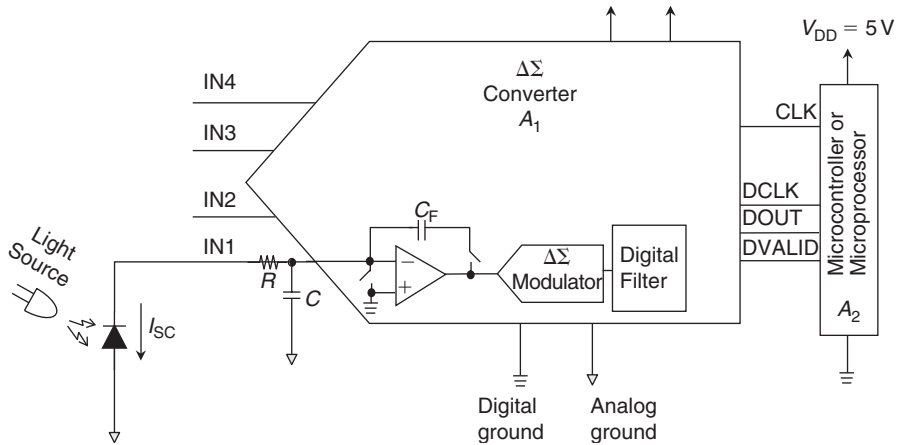 V_DD = 5 V
ΔΣ
Converter
A_1
IN4
IN3
IN2
IN1
CLK
DCLK
DOUT
DVALID
Microcontroller or
Microprocessor
A_2
Light
Source
I_SC
R
C
C_F
−
+
ΔΣ
Modulator
Digital
Filter
Digital
ground
Analog
ground